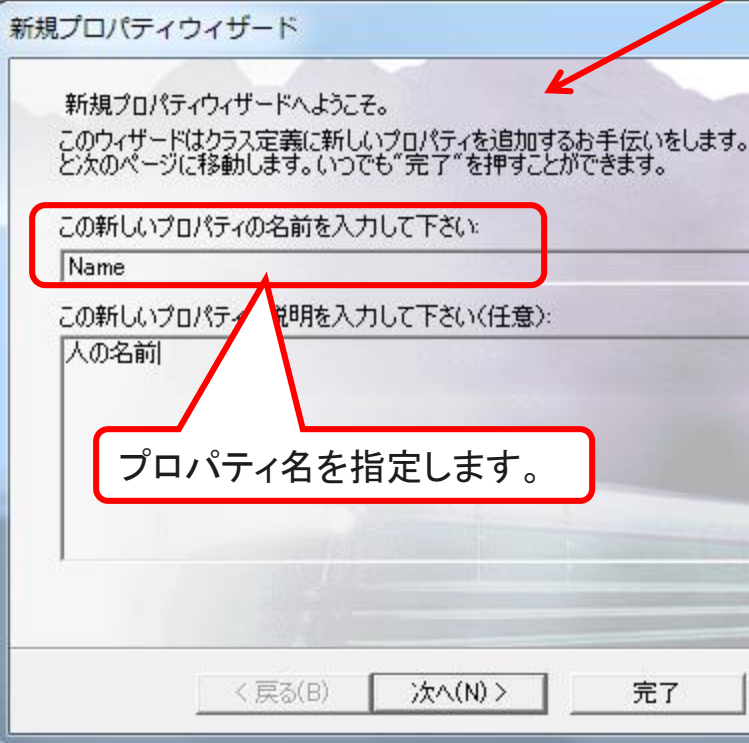 新規プロパティウィザード
新規プロパティウィザードへようこそ。
このウィザードはクラス定義に新しいプロパティを追加するお手伝いをします。
と次のページに移動します。いつでも"完了"を押すことができます。
この新しいプロパティの名前を入力して下さい:
Name
この新しいプロパティ 説明を入力して下さい(任意):
人の名前
プロパティ名を指定します。
< 戻る(B)
次へ(N) >
完了